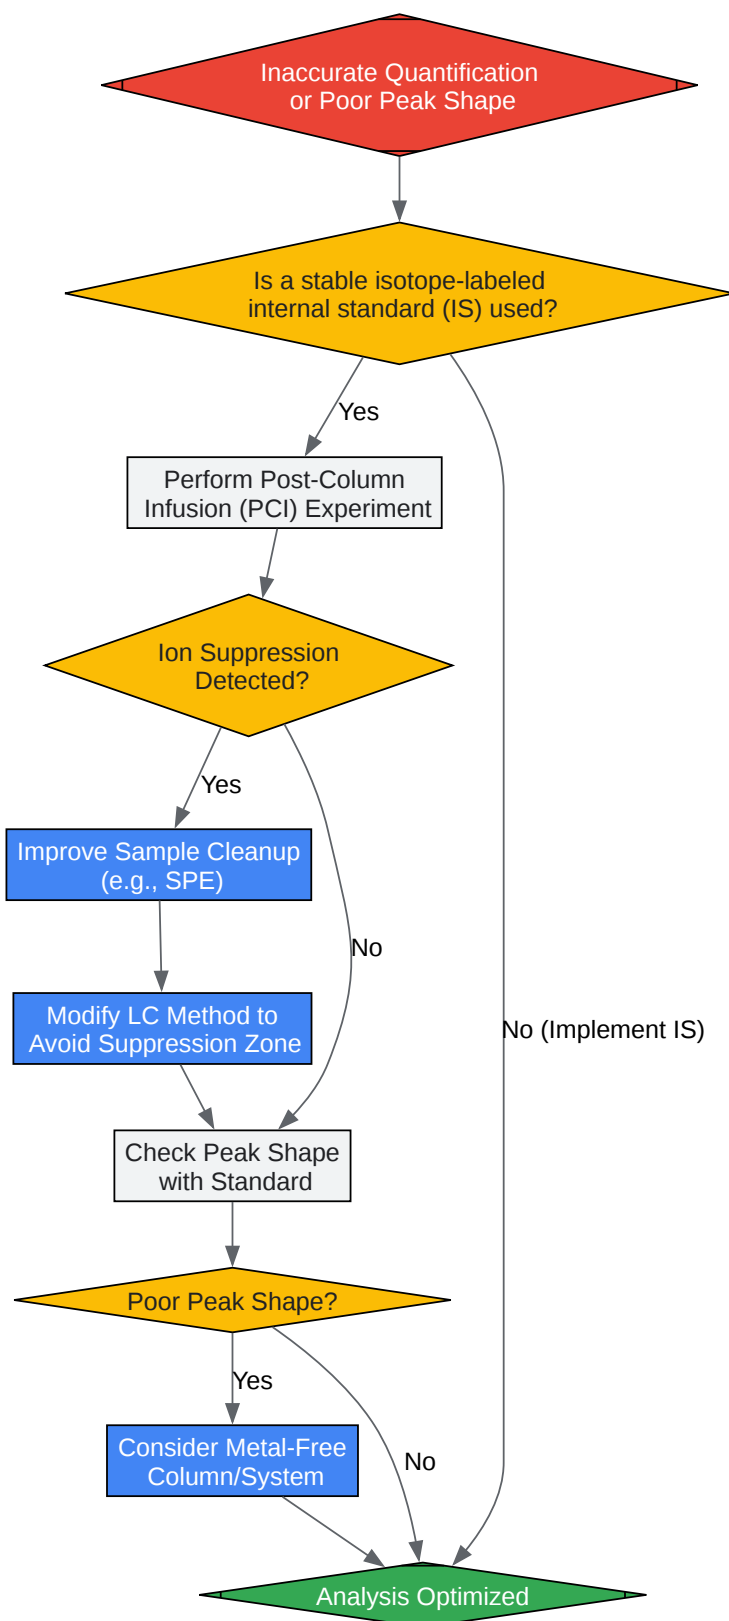 Inaccurate Quantification
or Poor Peak Shape
Is a stable isotope-labeled
internal standard (IS) used?
Yes
Perform Post-Column
Infusion (PCI) Experiment
Ion Suppression
Detected?
Yes
Improve Sample Cleanup
(e.g., SPE)
No
Modify LC Method to
Avoid Suppression Zone
No (Implement IS)
Check Peak Shape
with Standard
Poor Peak Shape?
Yes
Consider Metal-Free
Column/System
No
Analysis Optimized